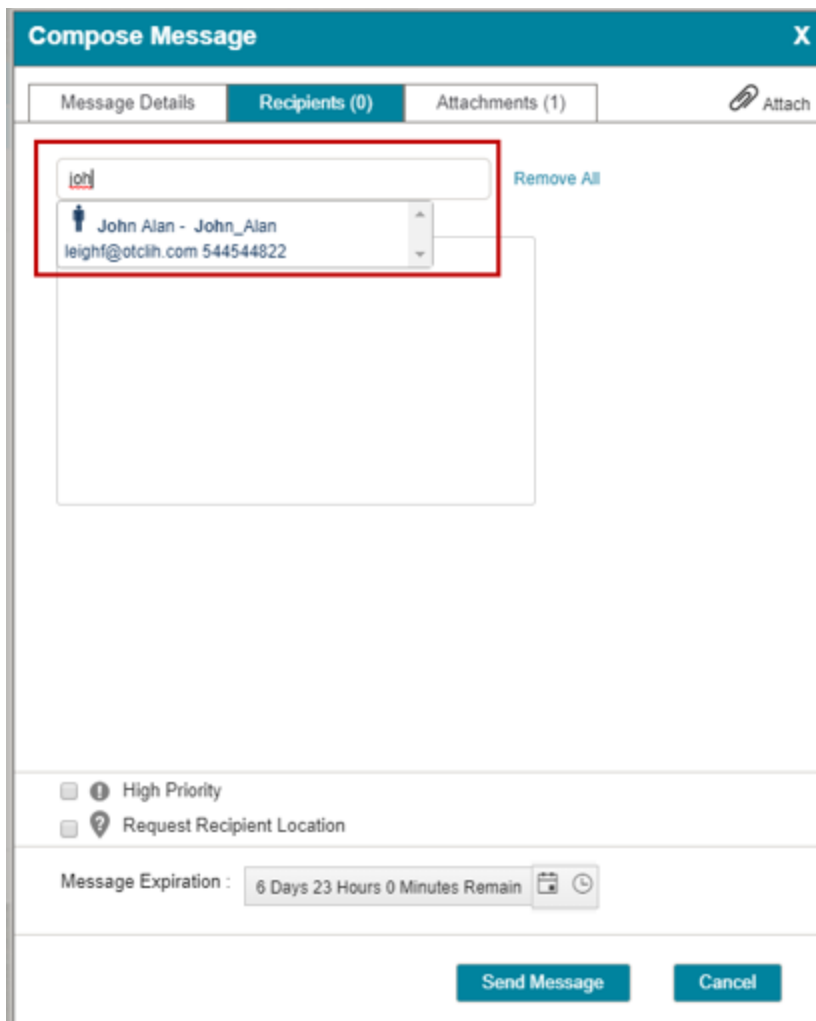 Compose Message X
Message Details Recipients (0) Attachments (1) Attach
joh Remove All
John Alan - John_Alan
leighf@otclih.com 544544822
High Priority
Request Recipient Location
Message Expiration : 6 Days 23 Hours 0 Minutes Remain
Send Message Cancel